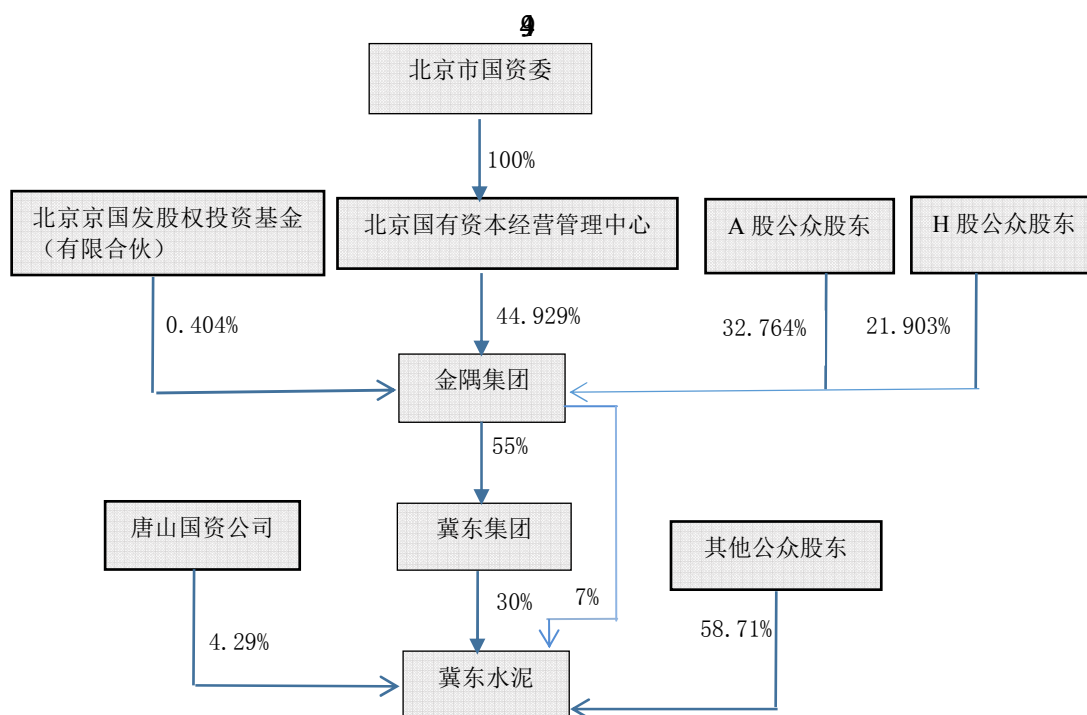 北京市国资委
100%
北京京国发股权投资基金
（有限合伙）
北京国有资本经营管理中心
A 股公众股东
H 股公众股东
0.404%
44.929%
32.764%
21.903%
金隅集团
55%
唐山国资公司
冀东集团
其他公众股东
4.29%
30%
7%
58.71%
冀东水泥